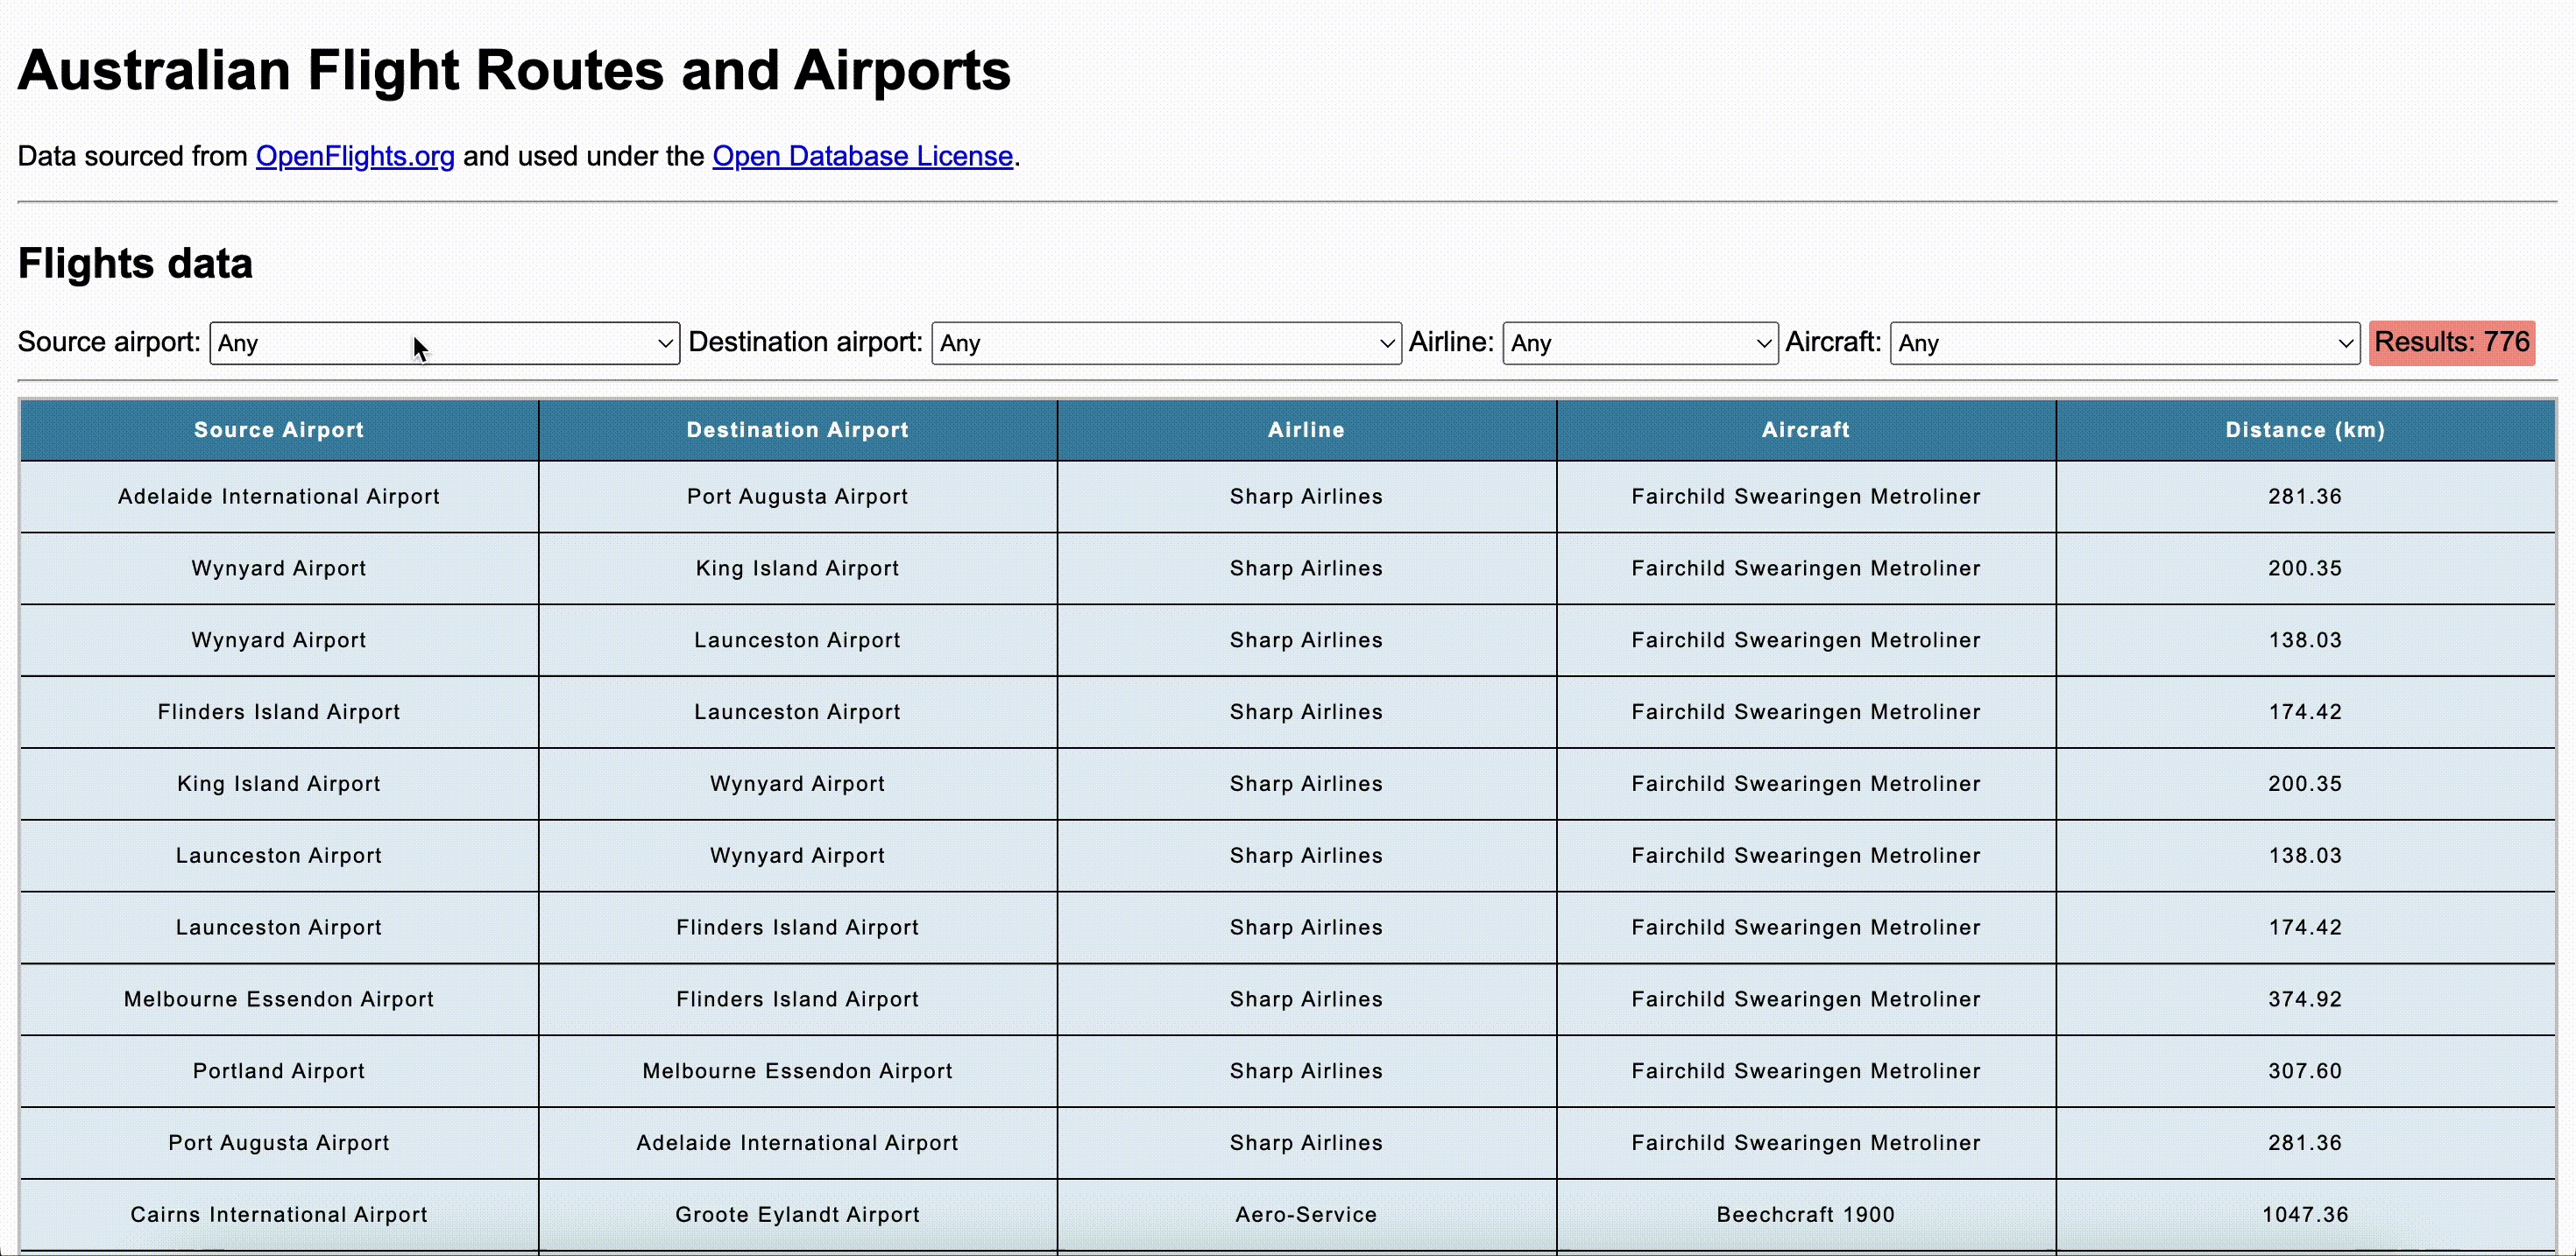 Australian Flight Routes and Airports
Data sourced from OpenFlights.org and used under the Open Database License.
Flights data
Source airport: Any Destination airport: Any Airline: Any Aircraft: Any Results: 776
Source Airport Destination Airport Airline Aircraft Distance (km)
Adelaide International Airport Port Augusta Airport Sharp Airlines Fairchild Swearingen Metroliner 281.36
Wynyard Airport King Island Airport Sharp Airlines Fairchild Swearingen Metroliner 200.35
Wynyard Airport Launceston Airport Sharp Airlines Fairchild Swearingen Metroliner 138.03
Flinders Island Airport Launceston Airport Sharp Airlines Fairchild Swearingen Metroliner 174.42
King Island Airport Wynyard Airport Sharp Airlines Fairchild Swearingen Metroliner 200.35
Launceston Airport Wynyard Airport Sharp Airlines Fairchild Swearingen Metroliner 138.03
Launceston Airport Flinders Island Airport Sharp Airlines Fairchild Swearingen Metroliner 174.42
Melbourne Essendon Airport Flinders Island Airport Sharp Airlines Fairchild Swearingen Metroliner 374.92
Portland Airport Melbourne Essendon Airport Sharp Airlines Fairchild Swearingen Metroliner 307.60
Port Augusta Airport Adelaide International Airport Sharp Airlines Fairchild Swearingen Metroliner 281.36
Cairns International Airport Groote Eylandt Airport Aero-Service Beechcraft 1900 1047.36